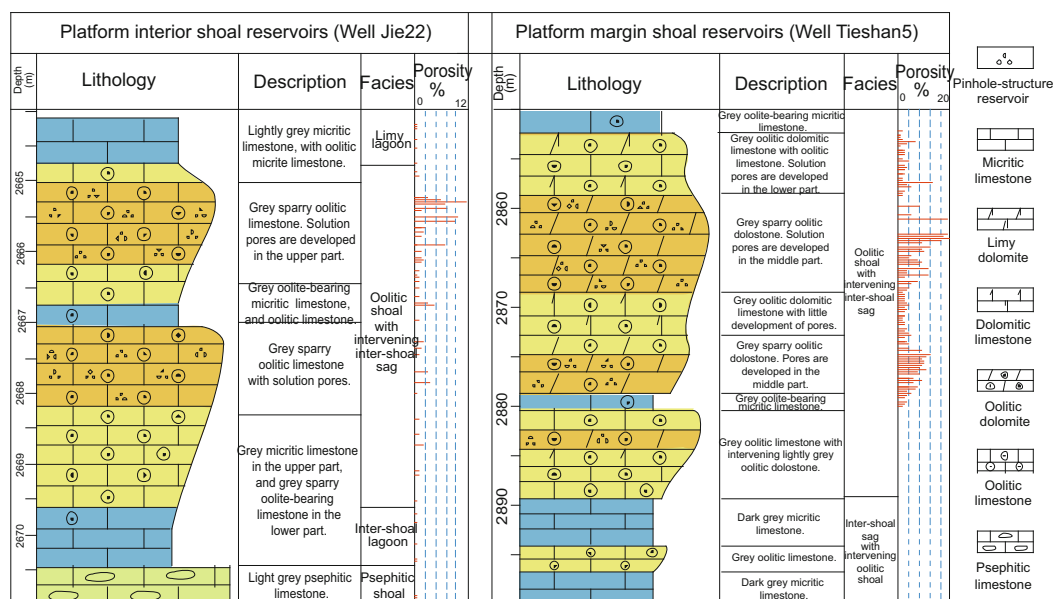 Platform interior shoal reservoirs (Well Jie22)
Depth
(m)
Lithology
Description
Facies
Porosity
%
0
12
2665
2666
2667
2668
2669
2670
Lightly grey micritic
limestone, with oolitic
micrite limestone.
Grey sparry oolitic
limestone. Solution
pores are developed
in the upper part.
Grey oolite-bearing
micritic limestone,
and oolitic limestone.
Grey sparry
oolitic limestone
with solution pores.
Grey micritic limestone
in the upper part,
and grey sparry
oolite-bearing
limestone in the
lower part.
Light grey psephitic
limestone.
Limy
lagoon
Oolitic
shoal
with
intervening
inter-shoal
sag
Inter-shoal
lagoon
Psephitic
shoal
Platform margin shoal reservoirs (Well Tieshan5)
Depth
(m)
Lithology
Description
Facies
Porosity
%
0
20
2860
2870
2880
2890
Grey oolite-bearing micritic
limestone.
Grey oolitic dolomitic
limestone with oolitic
limestone. Solution
pores are developed
in the lower part.
Grey sparry oolitic
dolostone. Solution
pores are developed
in the middle part.
Grey oolitic dolomitic
limestone with little
development of pores.
Grey sparry oolitic
dolostone. Pores are
developed in the
middle part.
Grey oolite-bearing
micritic limestone.
Grey oolitic limestone with
intervening lightly grey
oolitic dolostone.
Dark grey micritic
limestone.
Grey oolitic limestone.
Dark grey micritic
limestone.
Oolitic
shoal
with
intervening
inter-shoal
sag
Inter-shoal
sag
with
intervening
oolitic
shoal
Pinhole-structure
reservoir
Micritic
limestone
Limy
dolomite
Dolomitic
limestone
Oolitic
dolomite
Oolitic
limestone
Psephitic
limestone